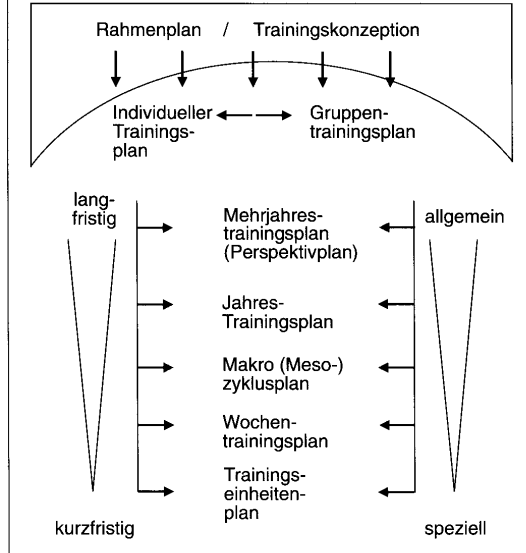 Rahmenplan / Trainingskonzeption
Individueller
Trainings-
plan
Gruppen-
trainingsplan
lang-
fristig
Mehrjahres-
trainingsplan
(Perspektivplan)
allgemein
Jahres-
Trainingsplan
Makro (Meso-)
zyklusplan
Wochen-
trainingsplan
Trainings-
einheiten-
plan
kurzfristig
speziell